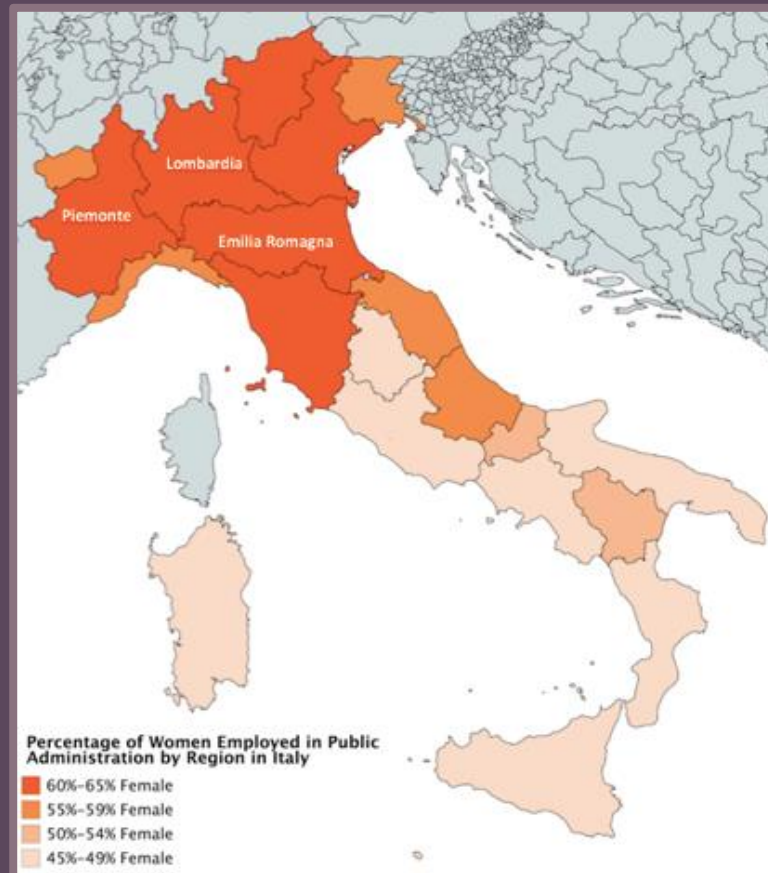 Lombardia
Piemonte
Emilia Romagna
Percentage of Women Employed in Public
Administration by Region in Italy
60%-65% Female
55%-59% Female
50%-54% Female
45%-49% Female